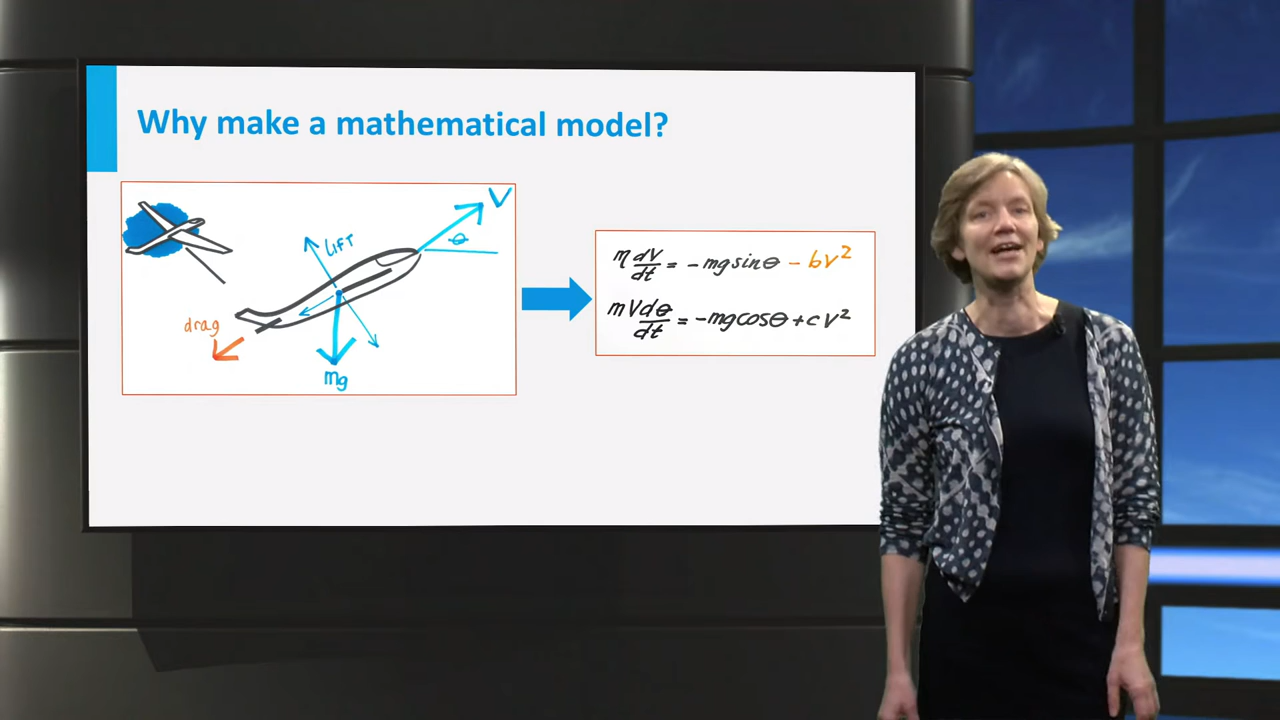 Why make a mathematical model?
V
θ
lift
drag
mg
m dV/dt = -mg sinθ - bv²
mV dθ/dt = -mg cosθ + cV²